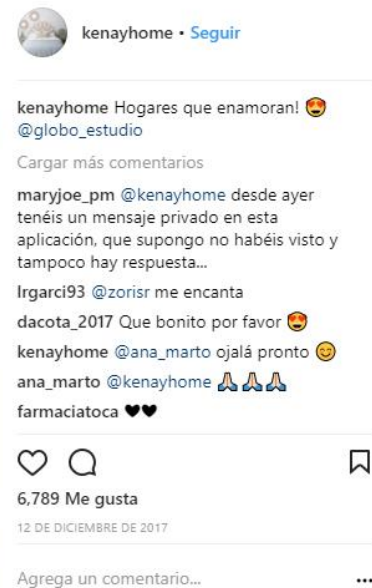 kenayhome • Seguir
kenayhome Hogares que enamoran! 😍
@globo_estudio
Cargar más comentarios
maryjoe_pm @kenayhome desde ayer
tenéis un mensaje privado en esta
aplicación, que supongo no habéis visto y
tampoco hay respuesta...
lrgarci93 @zorisr me encanta
dacota_2017 Que bonito por favor 😍
kenayhome @ana_marto ojalá pronto 😊
ana_marto @kenayhome 🙏🏻🙏🏻🙏🏻
farmaciatoca ♥♥
6,789 Me gusta
12 DE DICIEMBRE DE 2017
Agrega un comentario...